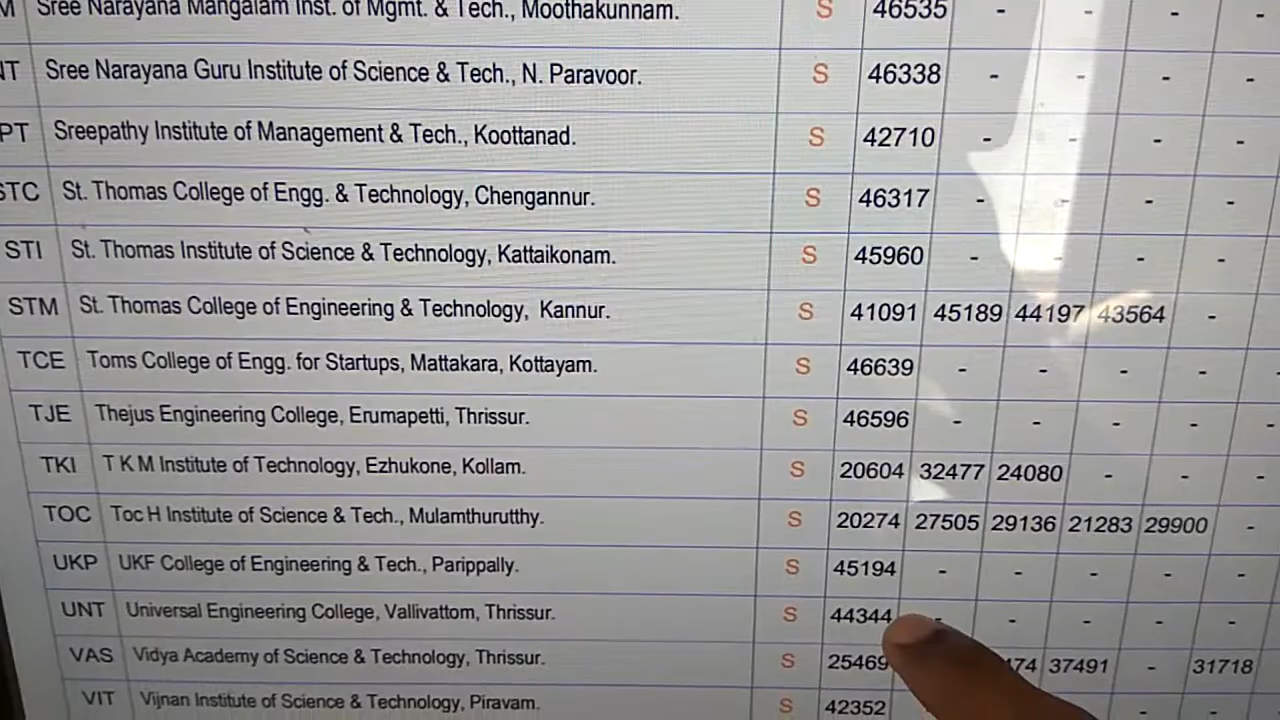 M Sree Narayana Mangalam Inst. of Mgmt. & Tech., Moothakunnam. S 46535 - - - -
NT Sree Narayana Guru Institute of Science & Tech., N. Paravoor. S 46338 - - - -
PT Sreepathy Institute of Management & Tech., Koottanad. S 42710 - - - -
STC St. Thomas College of Engg. & Technology, Chengannur. S 46317 - - - -
STI St. Thomas Institute of Science & Technology, Kattaikonam. S 45960 - - - -
STM St. Thomas College of Engineering & Technology, Kannur. S 41091 45189 44197 43564 -
TCE Toms College of Engg. for Startups, Mattakara, Kottayam. S 46639 - - - - -
TJE Thejus Engineering College, Erumapetti, Thrissur. S 46596 - - - - -
TKI T K M Institute of Technology, Ezhukone, Kollam. S 20604 32477 24080 - - -
TOC Toc H Institute of Science & Tech., Mulamthurutthy. S 20274 27505 29136 21283 29900 -
UKP UKF College of Engineering & Tech., Parippally. S 45194 - - - - -
UNT Universal Engineering College, Vallivattom, Thrissur. S 44344 - - - - -
VAS Vidya Academy of Science & Technology, Thrissur. S 25469 474 37491 - 31718
VIT Vijnan Institute of Science & Technology, Piravam. S 42352 - -